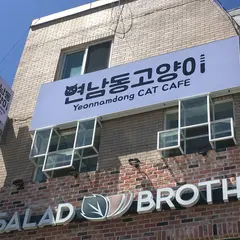 연남동고양이
Yeonnamdong CAT CAFE
SALAD BROTH